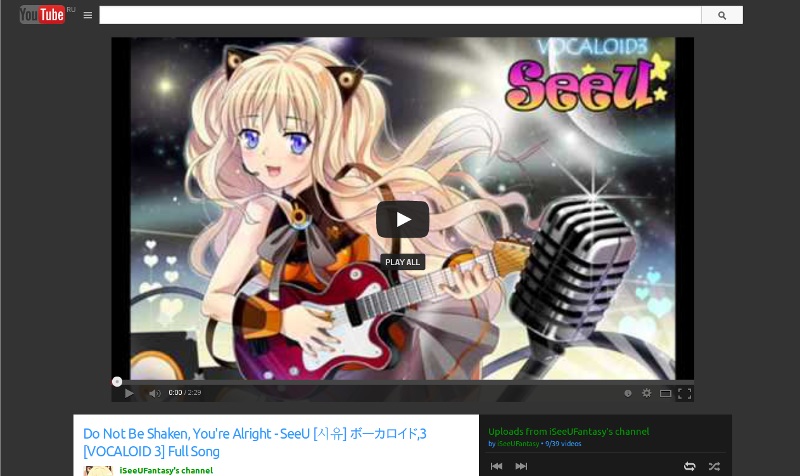 YouTube RU
VOCALOID3
SeeU
PLAY ALL
0:00 / 2:29
Do Not Be Shaken, You're Alright - SeeU [시유] ボーカロイド,3
[VOCALOID 3] Full Song
iSeeUFantasy's channel
Uploads from iSeeUFantasy's channel
by iSeeUFantasy • 9/39 videos